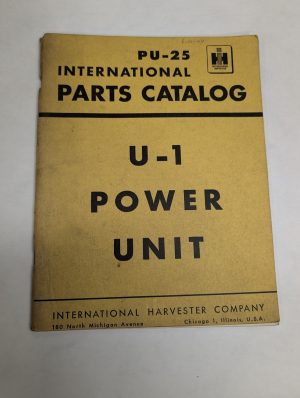 PU-25
INTERNATIONAL
PARTS CATALOG
U-1
POWER
UNIT
INTERNATIONAL HARVESTER COMPANY
180 North Michigan Avenue Chicago 1, Illinois, U.S.A.